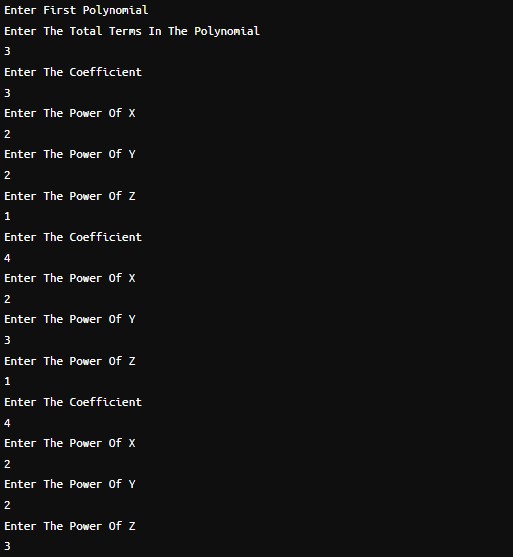 Enter First Polynomial
Enter The Total Terms In The Polynomial
3
Enter The Coefficient
3
Enter The Power Of X
2
Enter The Power Of Y
2
Enter The Power Of Z
1
Enter The Coefficient
4
Enter The Power Of X
2
Enter The Power Of Y
3
Enter The Power Of Z
1
Enter The Coefficient
4
Enter The Power Of X
2
Enter The Power Of Y
2
Enter The Power Of Z
3